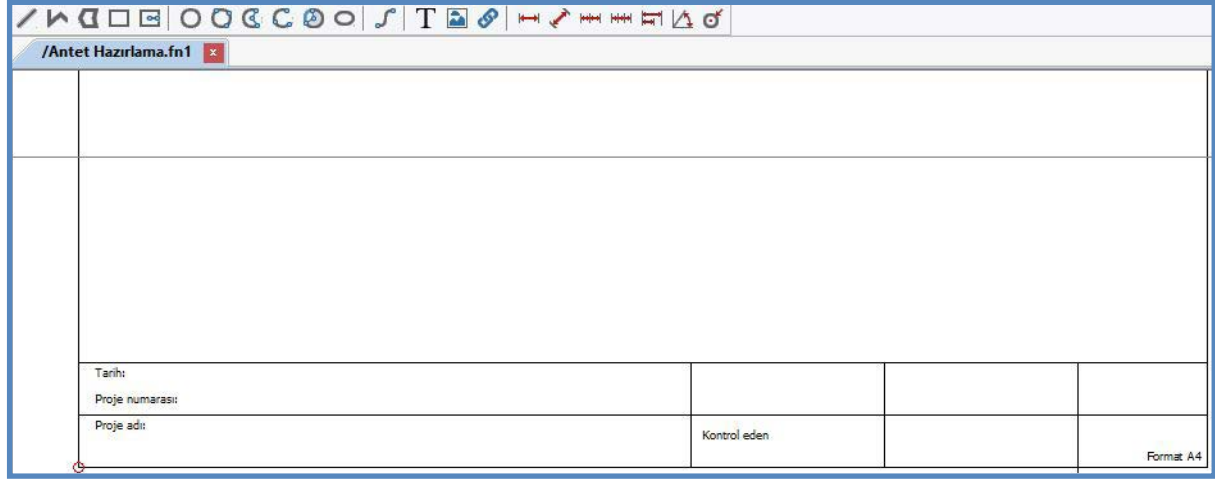 T
/Antet Hazırlama.fn1 x
Tarih:
Proje numarası:
Proje adı:
Kontrol eden
Format A4